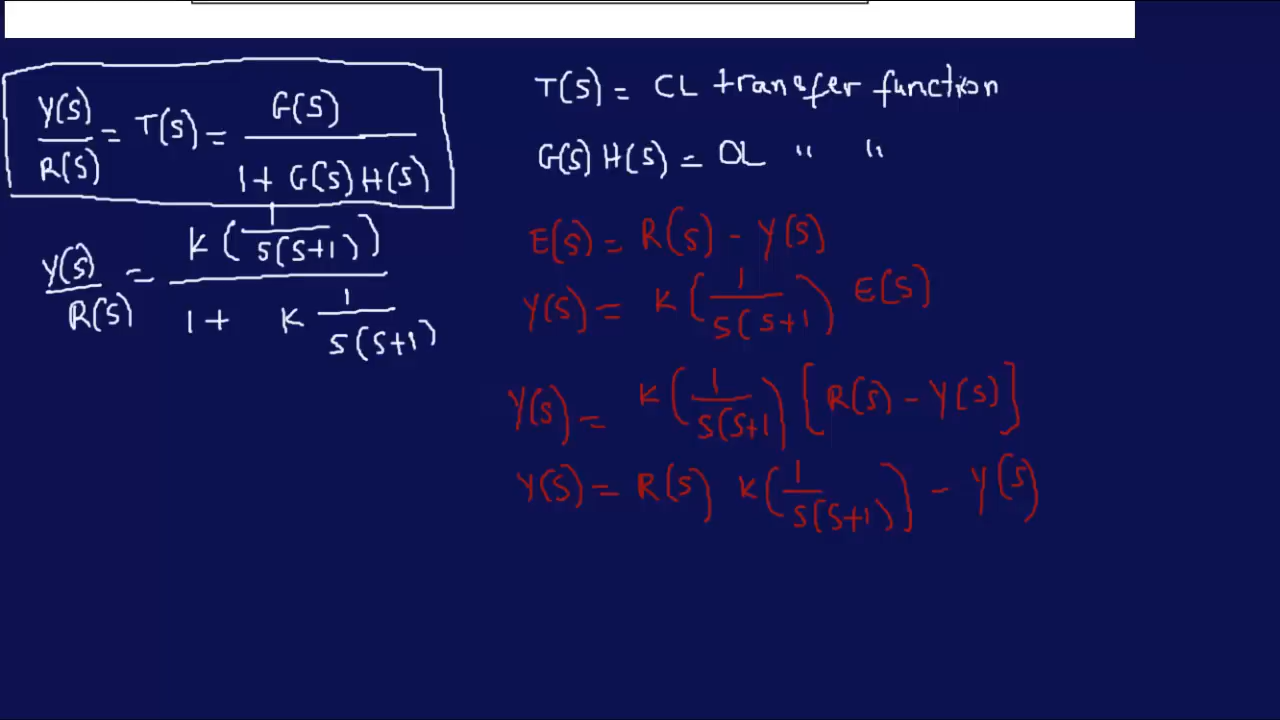 Y(S)/R(S) = T(S) = G(S)/(1 + G(S) H(S))
Y(S)/R(S) = K (1/(S(S+1)))/(1 + K 1/(S(S+1)))
T(S) = CL transfer function
G(S) H(S) = OL " "
E(S) = R(S) - Y(S)
Y(S) = K (1/(S(S+1))) E(S)
Y(S) = K (1/(S(S+1))) [R(S) - Y(S)]
Y(S) = R(S) K (1/(S(S+1))) - Y(S)